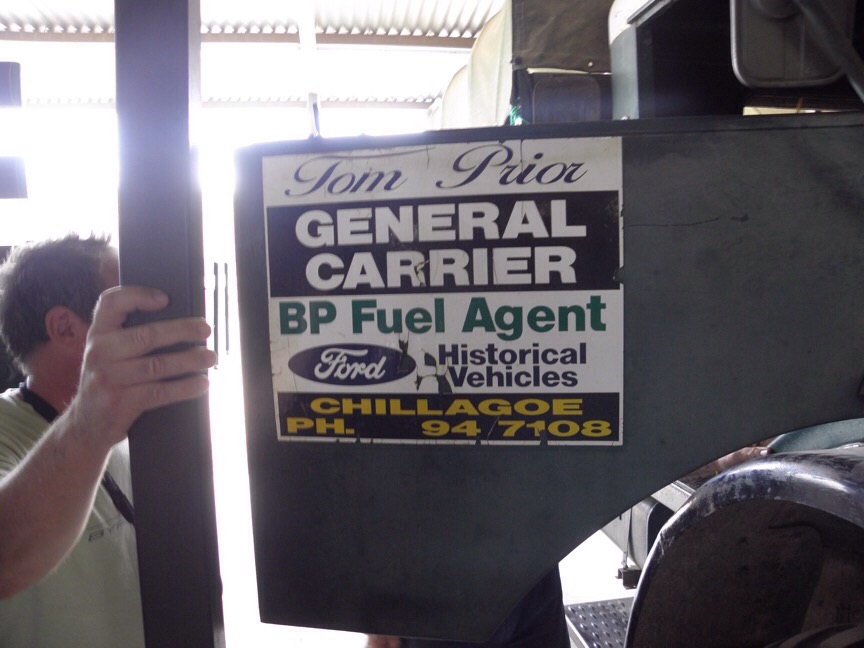 Tom Prior
GENERAL
CARRIER
BP Fuel Agent
Ford Historical
Vehicles
CHILLAGOE
PH. 94 7108